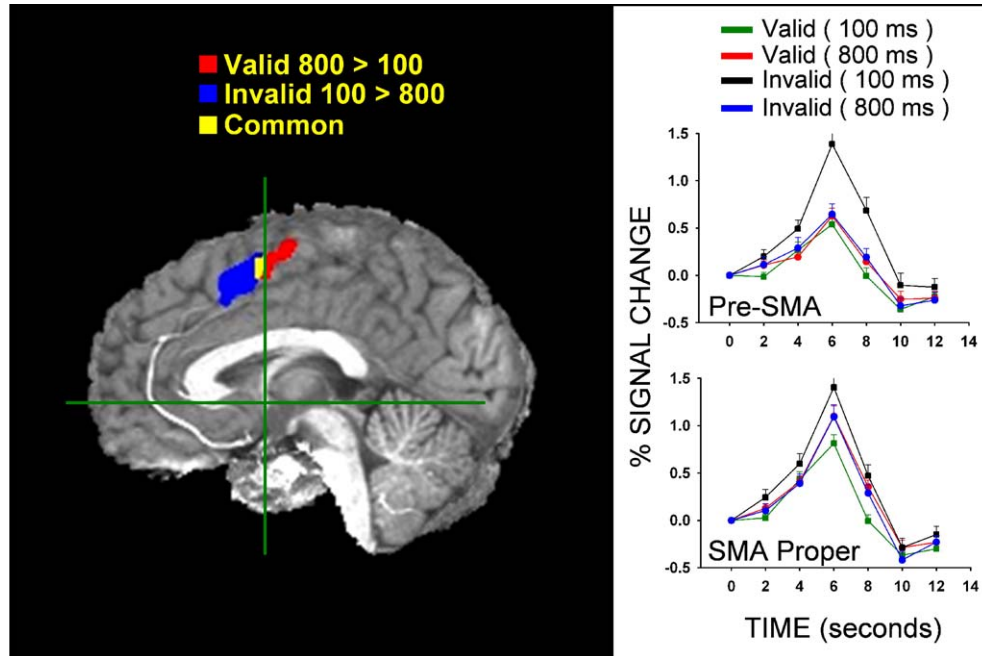 Valid 800 > 100
Invalid 100 > 800
Common
Valid ( 100 ms )
Valid ( 800 ms )
Invalid ( 100 ms )
Invalid ( 800 ms )
% SIGNAL CHANGE
1.5
1.0
0.5
0.0
-0.5
Pre-SMA
0 2 4 6 8 10 12 14
1.5
1.0
0.5
0.0
-0.5
SMA Proper
0 2 4 6 8 10 12 14
TIME (seconds)